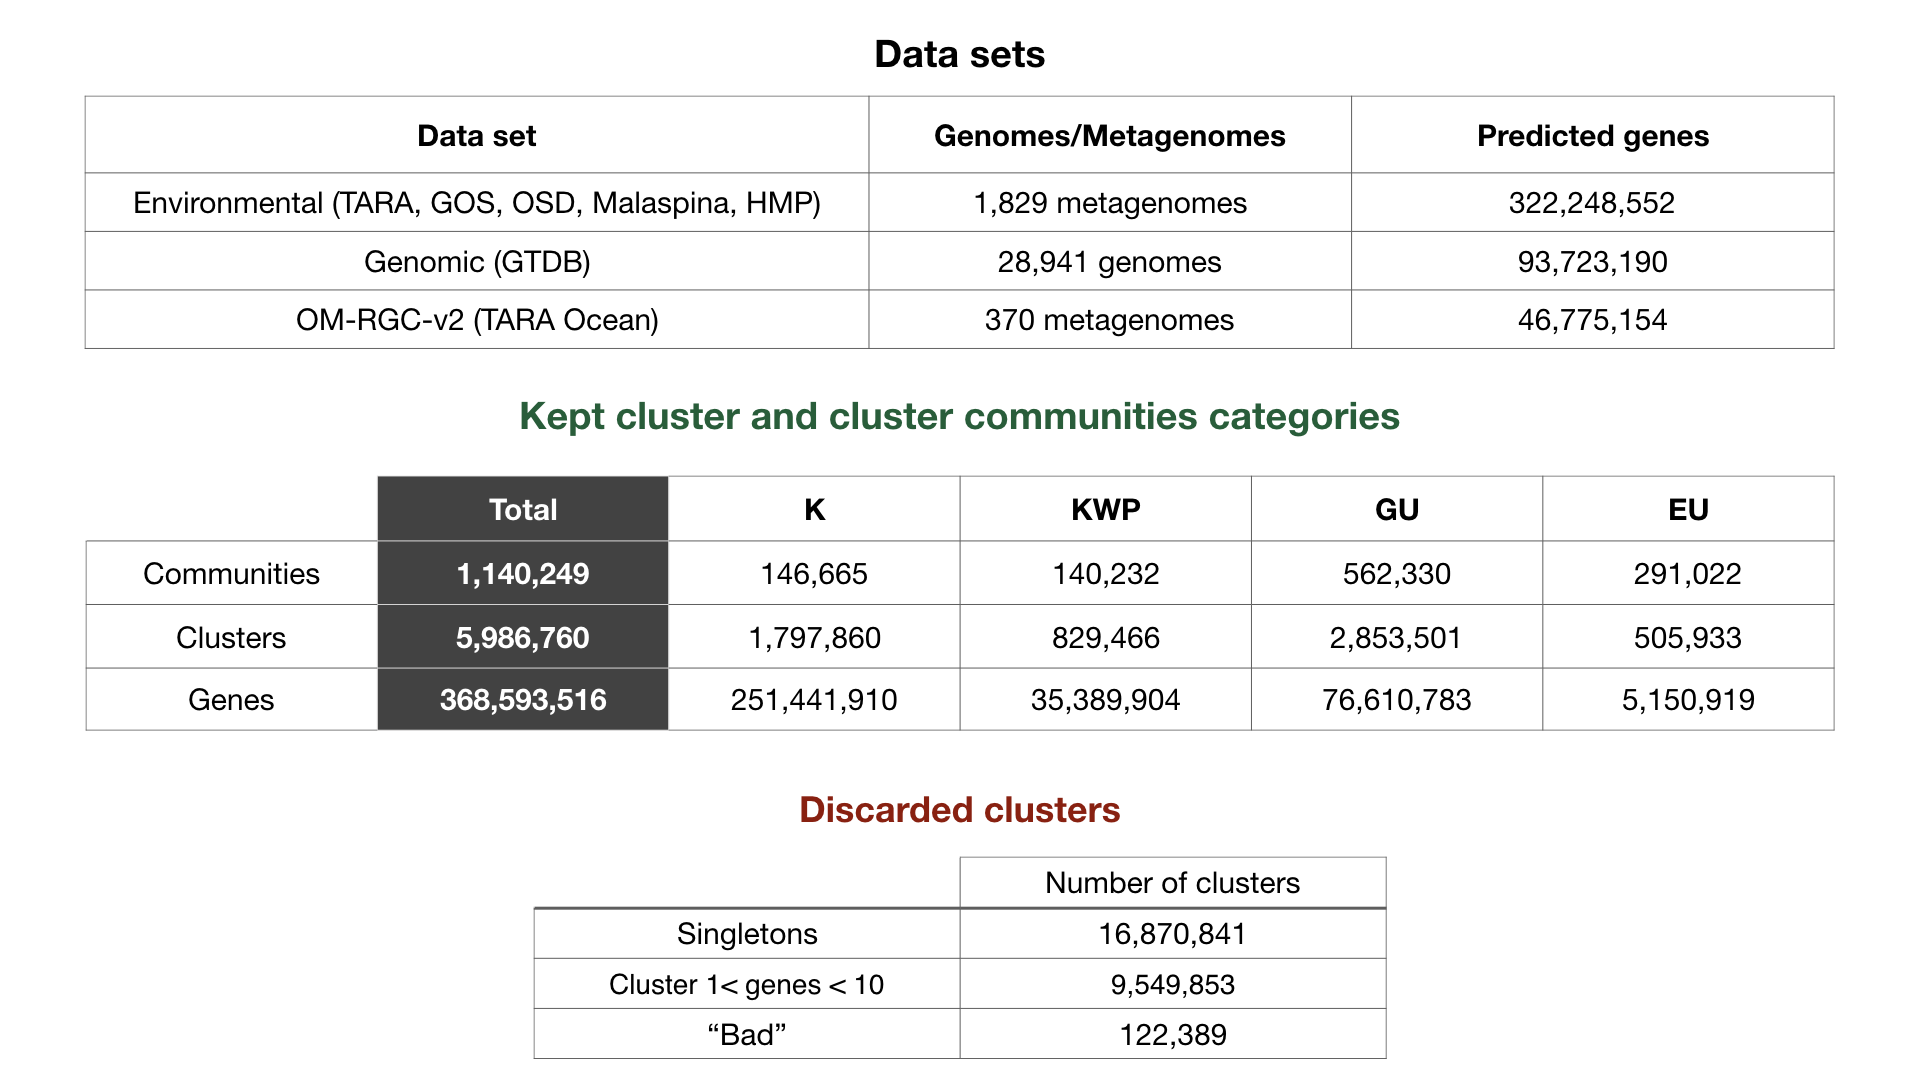 Data sets
Data set Genomes/Metagenomes Predicted genes
Environmental (TARA, GOS, OSD, Malaspina, HMP) 1,829 metagenomes 322,248,552
Genomic (GTDB) 28,941 genomes 93,723,190
OM-RGC-v2 (TARA Ocean) 370 metagenomes 46,775,154
Kept cluster and cluster communities categories
Total K KWP GU EU
Communities 1,140,249 146,665 140,232 562,330 291,022
Clusters 5,986,760 1,797,860 829,466 2,853,501 505,933
Genes 368,593,516 251,441,910 35,389,904 76,610,783 5,150,919
Discarded clusters
Number of clusters
Singletons 16,870,841
Cluster 1< genes < 10 9,549,853
“Bad” 122,389